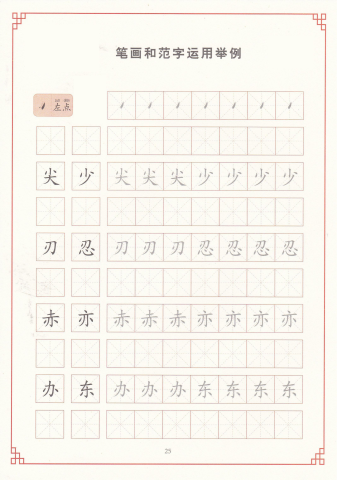 笔画和范字运用举例
左点
尖 少 尖 尖 尖 少 少 少 少
刃 忍 刃 刃 刃 忍 忍 忍 忍
赤 亦 赤 赤 赤 亦 亦 亦 亦
办 东 办 办 办 东 东 东 东
25